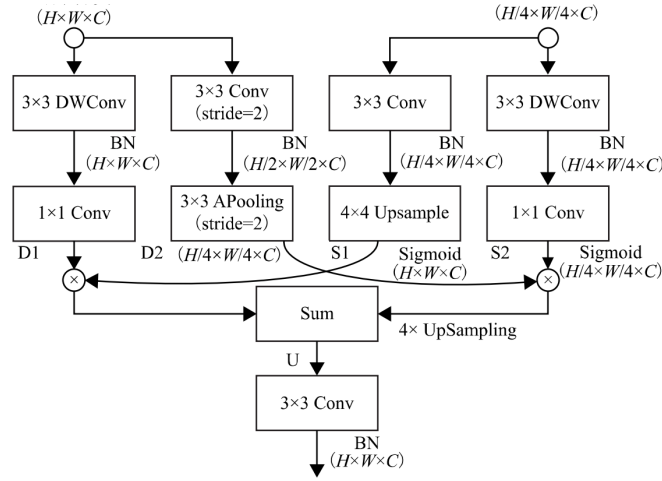 (H×W×C)
(H/4×W/4×C)
3×3 DWConv
3×3 Conv
(stride=2)
3×3 Conv
3×3 DWConv
BN
(H×W×C)
BN
(H/2×W/2×C)
BN
(H/4×W/4×C)
BN
(H/4×W/4×C)
1×1 Conv
3×3 APooling
(stride=2)
4×4 Upsample
1×1 Conv
D1
D2
(H/4×W/4×C)
S1
Sigmoid
(H×W×C)
S2
Sigmoid
(H/4×W/4×C)
×
×
Sum
4× UpSampling
U
3×3 Conv
BN
(H×W×C)